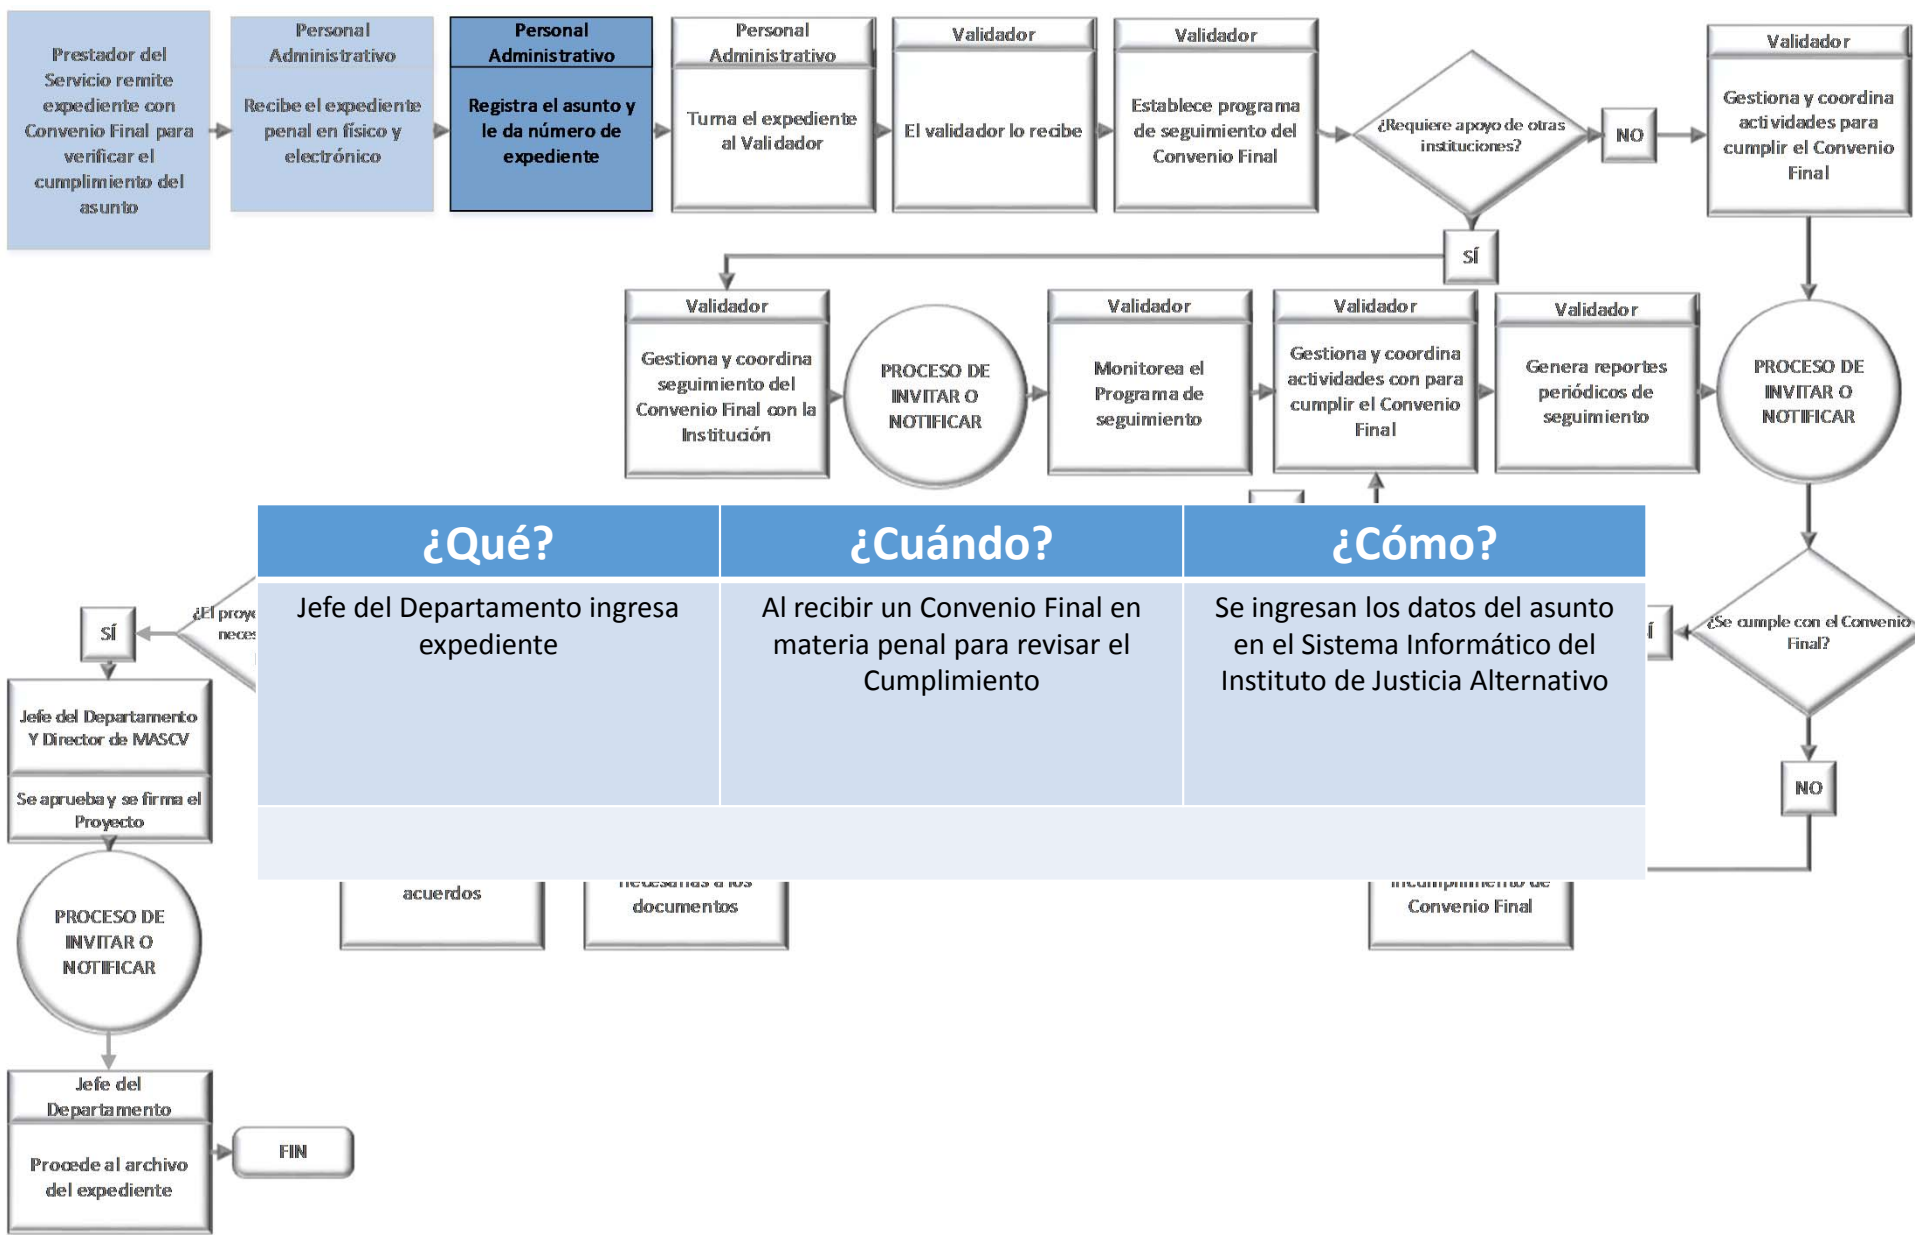 Prestador del
Servicio remite
expediente con
Convenio Final para
verificar el
cumplimiento del
asunto
Personal
Administrativo
Recibe el expediente
penal en físico y
electrónico
Personal
Administrativo
Registra el asunto y
le da número de
expediente
Personal
Administrativo
Turna el expediente
al Validador
Validador
El validador lo recibe
Validador
Establece programa
de seguimiento del
Convenio Final
¿Requiere apoyo de otras
instituciones?
NO
Validador
Gestiona y coordina
actividades para
cumplir el Convenio
Final
SÍ
Validador
Gestiona y coordina
seguimiento del
Convenio Final con la
Institución
PROCESO DE
INVITAR O
NOTIFICAR
Validador
Monitorea el
Programa de
seguimiento
Validador
Gestiona y coordina
actividades con para
cumplir el Convenio
Final
Validador
Genera reportes
periódicos de
seguimiento
PROCESO DE
INVITAR O
NOTIFICAR
¿Qué?
¿Cuándo?
¿Cómo?
Jefe del Departamento ingresa
expediente
Al recibir un Convenio Final en
materia penal para revisar el
Cumplimiento
Se ingresan los datos del asunto
en el Sistema Informático del
Instituto de Justicia Alternativo
SÍ
¿El
¿Se cumple con el Convenio
Final?
NO
Jefe del Departamento
Y Director de MASCV
Se aprueba y se firma el
Proyecto
acuerdos
necesarias a los
documentos
incumplimiento de
Convenio Final
PROCESO DE
INVITAR O
NOTIFICAR
Jefe del
Departamento
Procede al archivo
del expediente
FIN